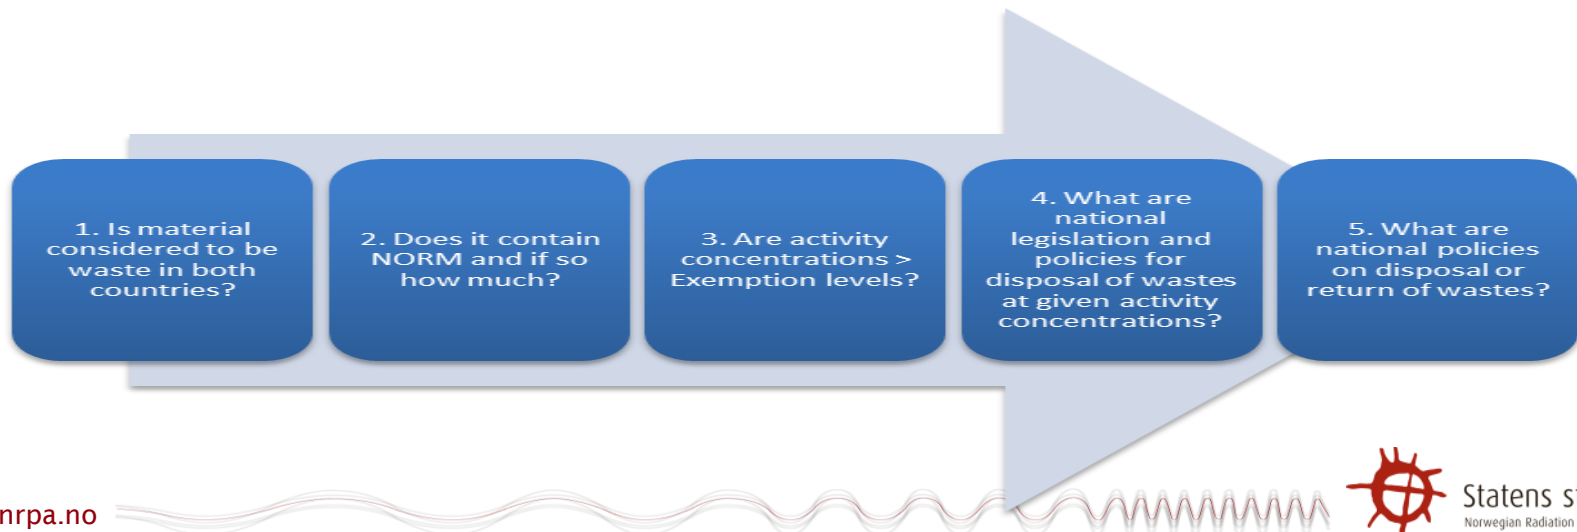 1. Is material
considered to be
waste in both
countries?
2. Does it contain
NORM and if so
how much?
3. Are activity
concentrations >
Exemption levels?
4. What are
national
legislation and
policies for
disposal of wastes
at given activity
concentrations?
5. What are
national policies
on disposal or
return of wastes?
nrpa.no
Statens s
Norwegian Radiation